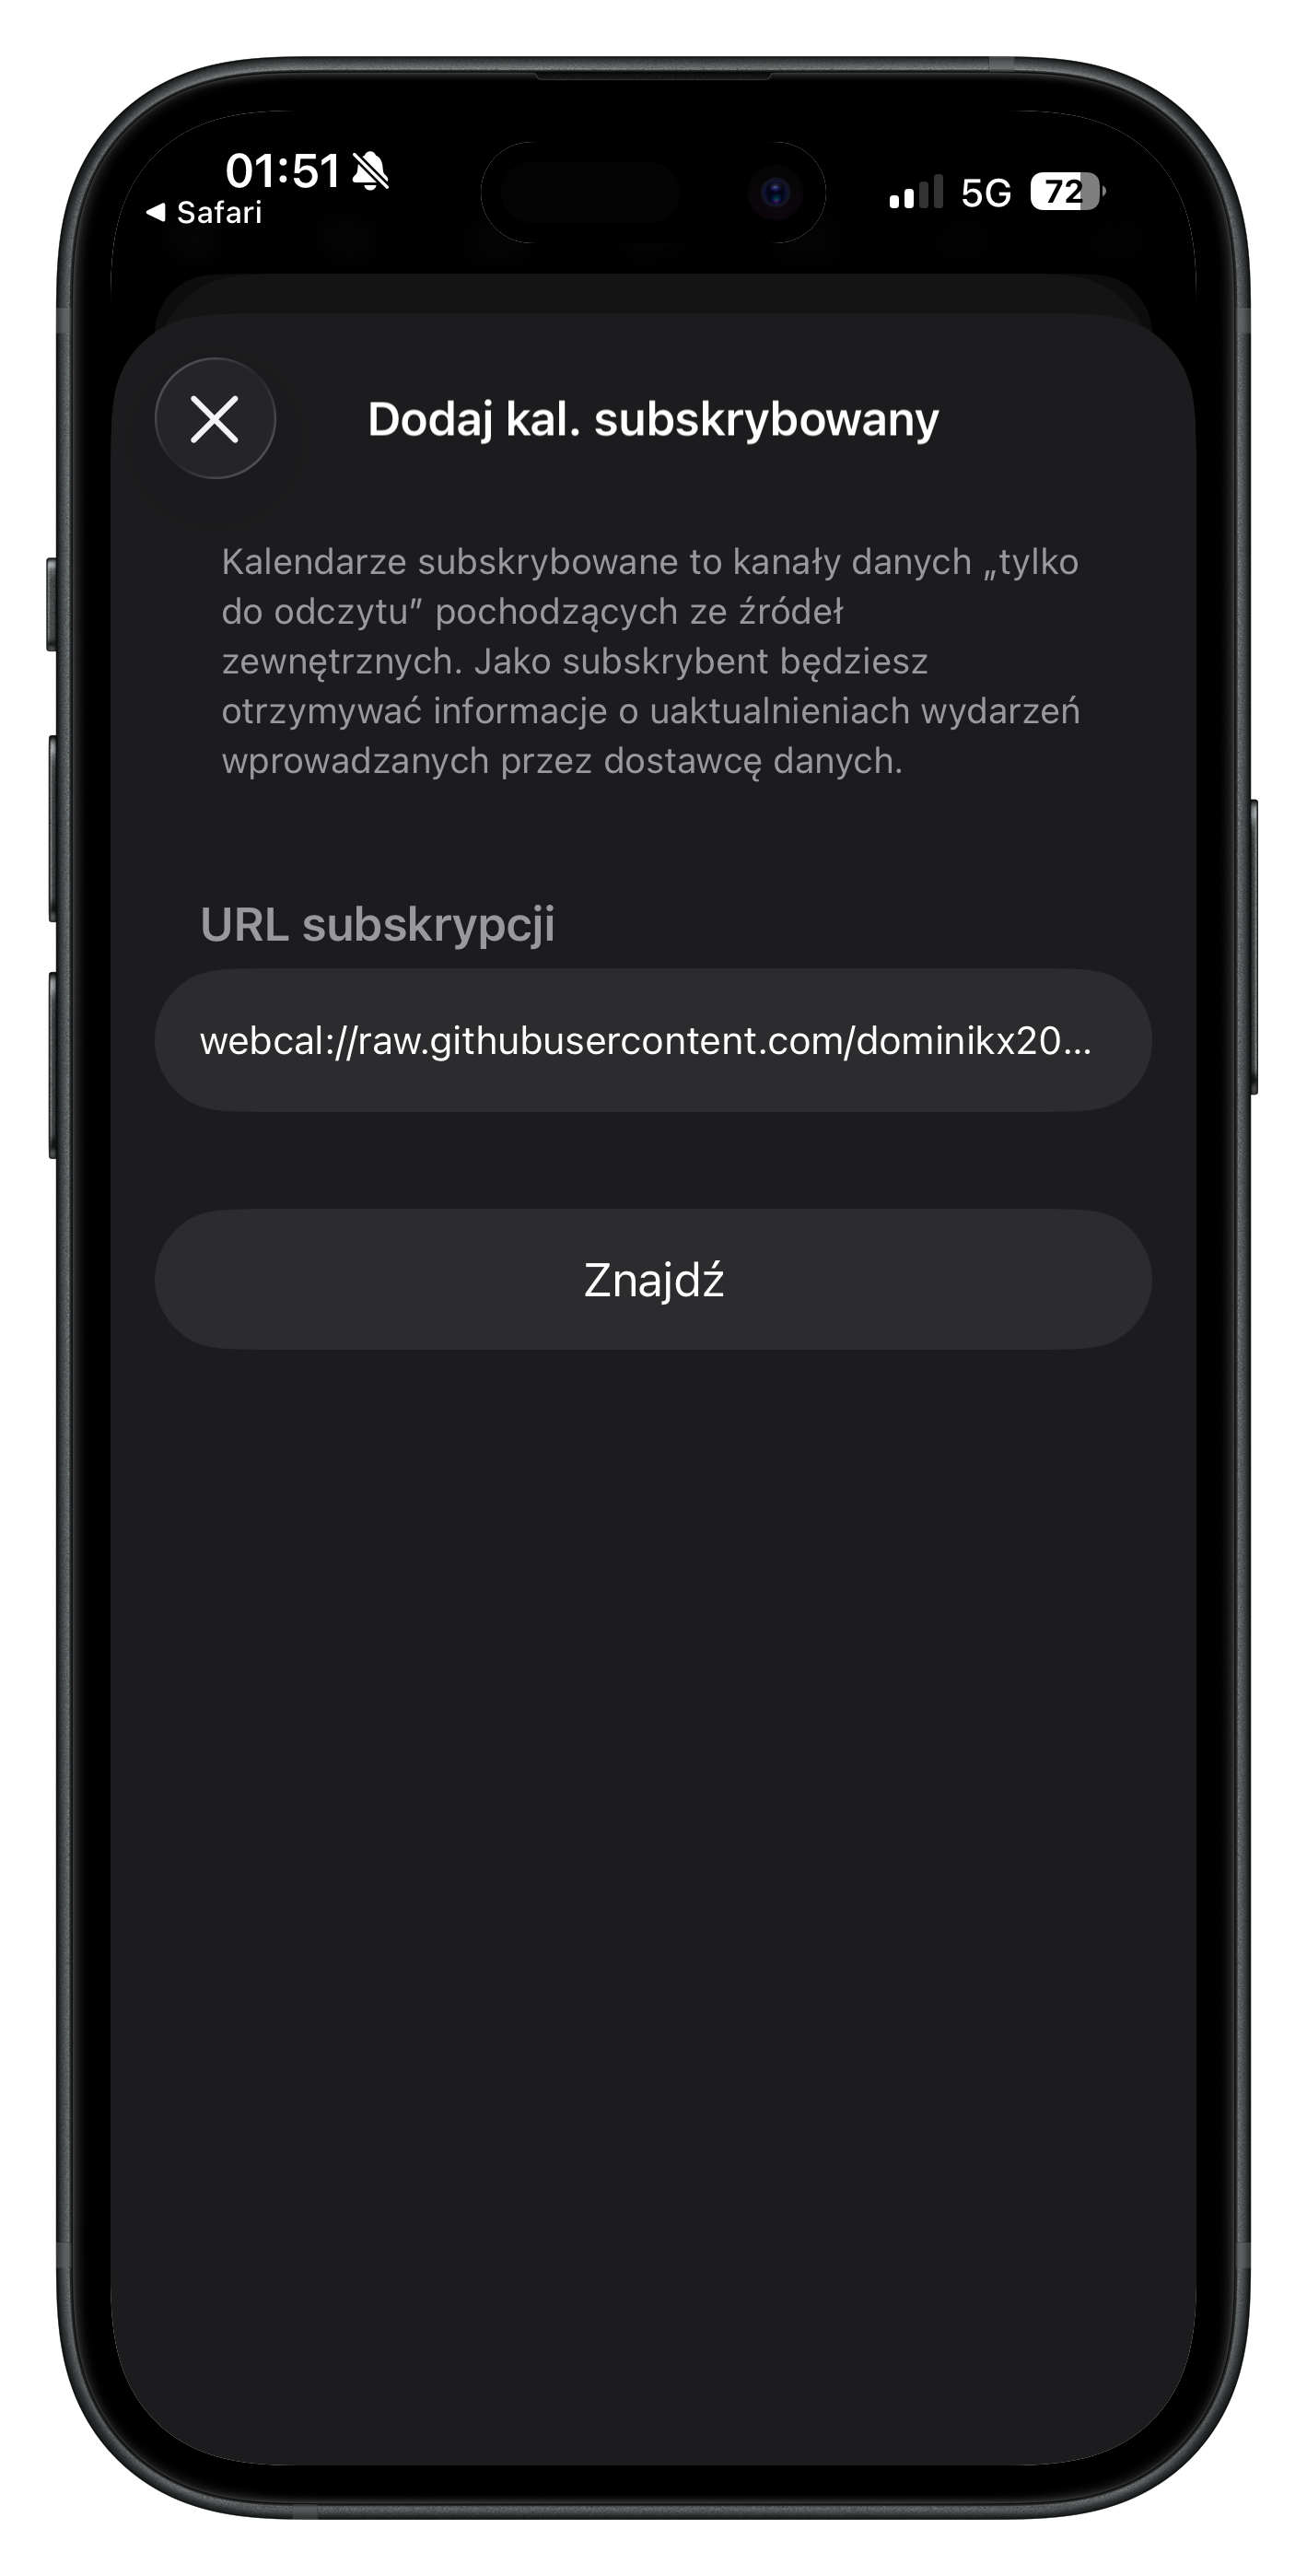 01:51
5G 72
Safari
Dodaj kal. subskrybowany
Kalendarze subskrybowane to kanały danych „tylko
do odczytu” pochodzących ze źródeł
zewnętrznych. Jako subskrybent będziesz
otrzymywać informacje o uaktualnieniach wydarzeń
wprowadzanych przez dostawcę danych.
URL subskrypcji
webcal://raw.githubusercontent.com/dominikx20...
Znajdź